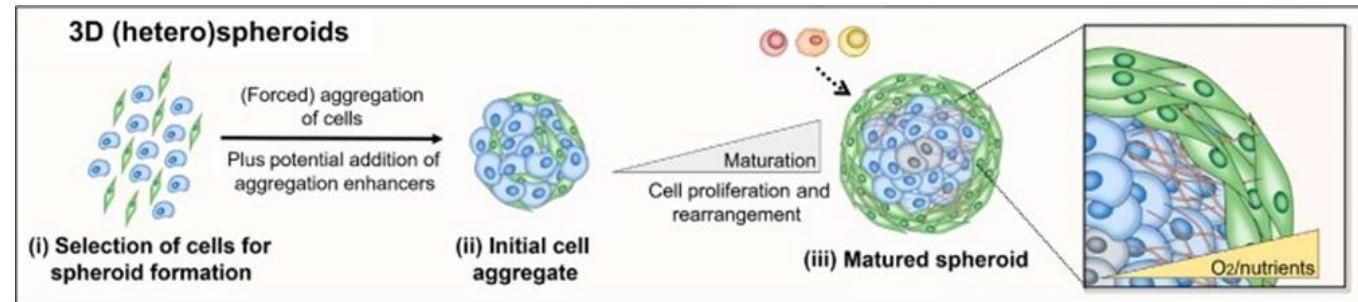 3D (hetero)spheroids
(Forced) aggregation
of cells
Plus potential addition of
aggregation enhancers
Maturation
Cell proliferation and
rearrangement
(i) Selection of cells for
spheroid formation
(ii) Initial cell
aggregate
(iii) Matured spheroid
O2/nutrients